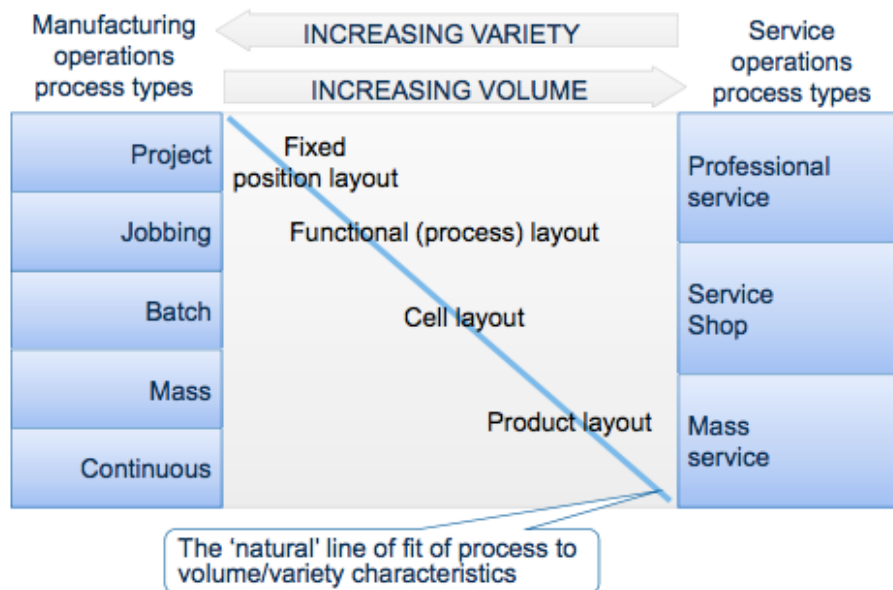 Manufacturing
operations
process types
INCREASING VARIETY
INCREASING VOLUME
Service
operations
process types
Project
Jobbing
Batch
Mass
Continuous
Fixed
position layout
Functional (process) layout
Cell layout
Product layout
Professional
service
Service
Shop
Mass
service
The ‘natural’ line of fit of process to
volume/variety characteristics